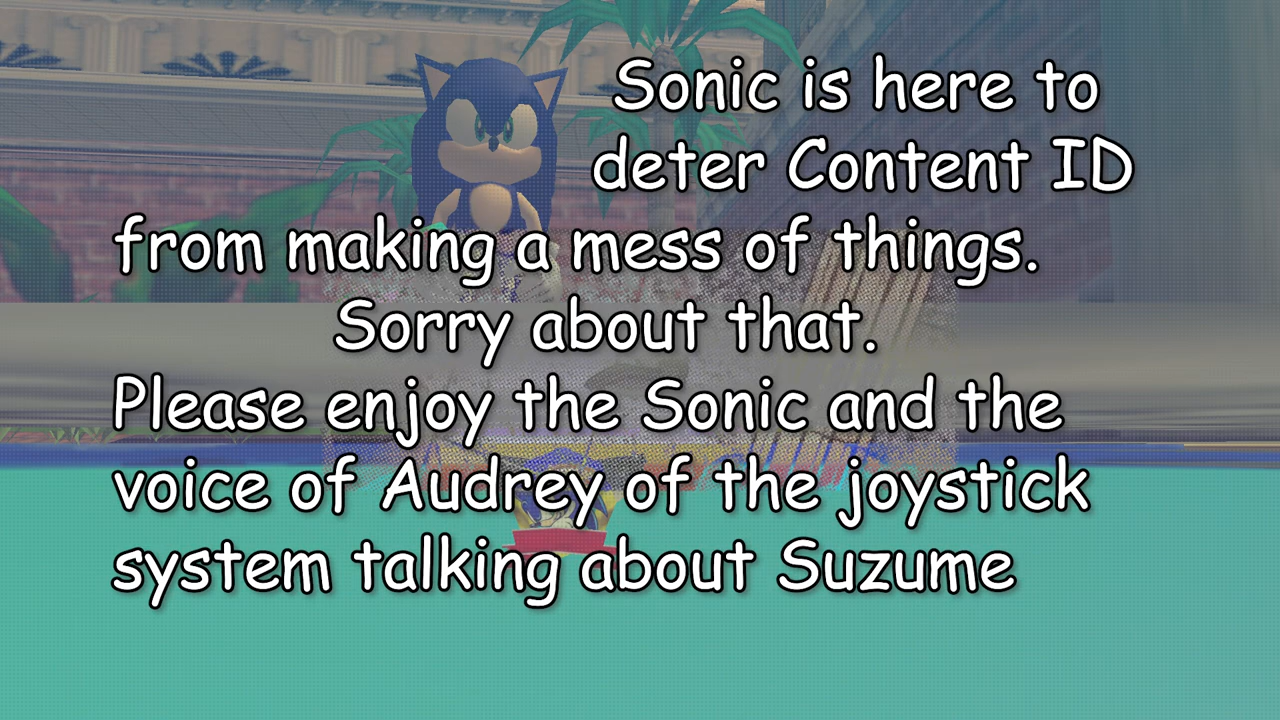 Sonic is here to
deter Content ID
from making a mess of things.
Sorry about that.
Please enjoy the Sonic and the
voice of Audrey of the joystick
system talking about Suzume